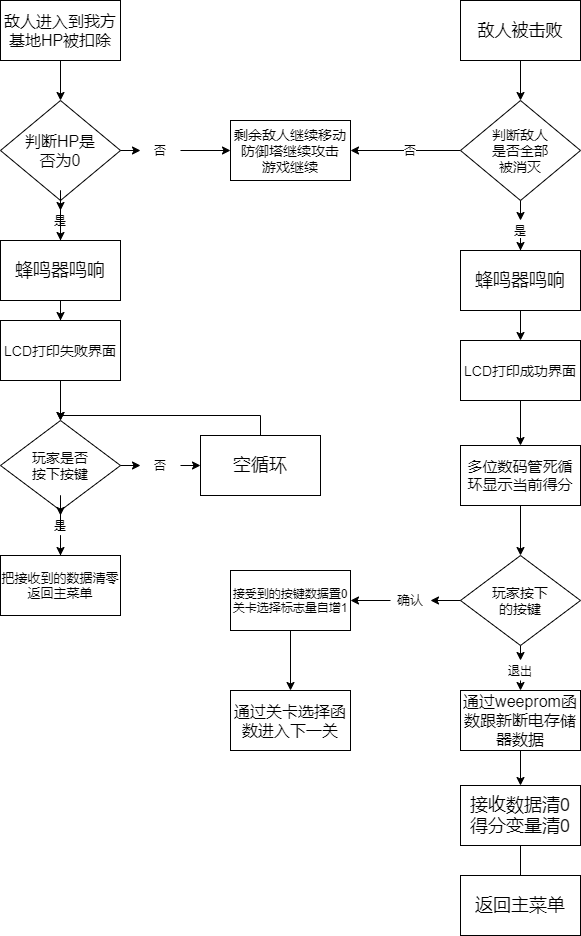 敌人进入到我方
基地HP被扣除
判断HP是
否为0
否
是
蜂鸣器鸣响
LCD打印失败界面
玩家是否
按下按键
否
空循环
是
把接收到的数据清零
返回主菜单
剩余敌人继续移动
防御塔继续攻击
游戏继续
敌人被击败
判断敌人
是否全部
被消灭
否
是
蜂鸣器鸣响
LCD打印成功界面
多位数码管死循
环显示当前得分
玩家按下
的按键
确认
接受到的按键数据置0
关卡选择标志量自增1
通过关卡选择函
数进入下一关
退出
通过weeprom函
数跟新断电存储
器数据
接收数据清0
得分变量清0
返回主菜单